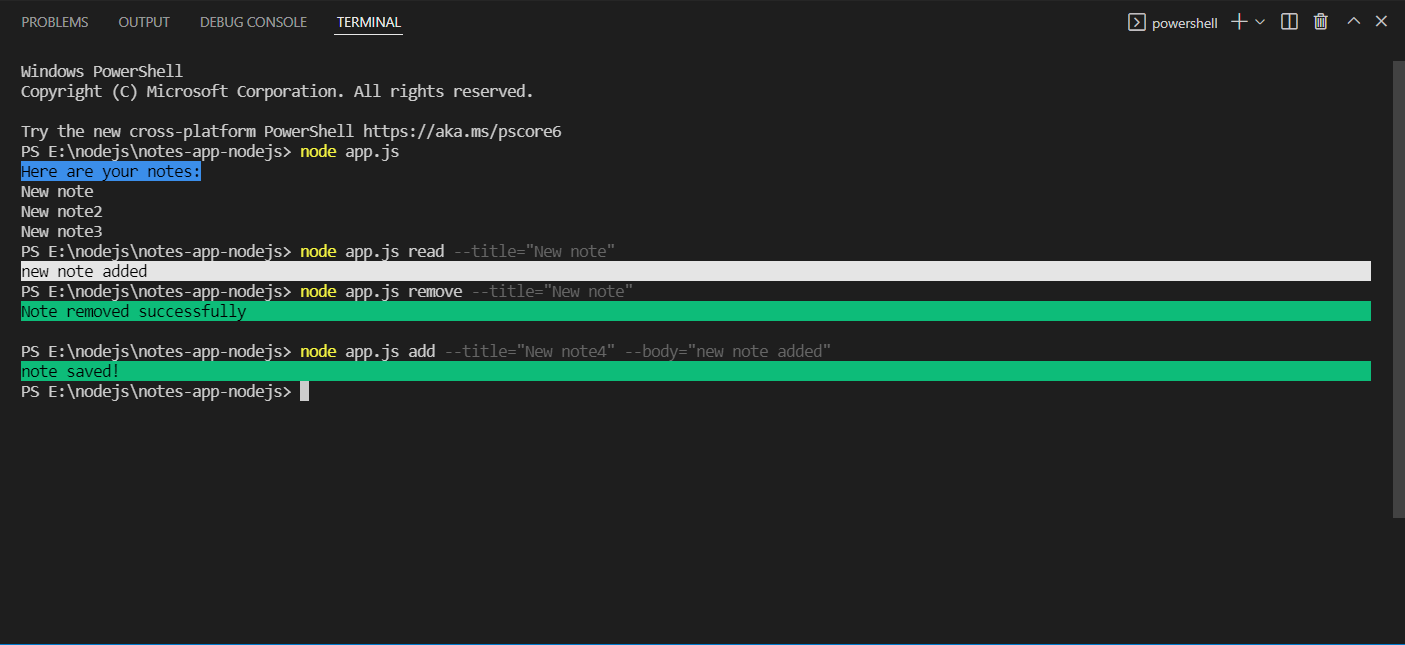 PROBLEMS OUTPUT DEBUG CONSOLE TERMINAL powershell
Windows PowerShell
Copyright (C) Microsoft Corporation. All rights reserved.
Try the new cross-platform PowerShell https://aka.ms/pscore6
PS E:\nodejs\notes-app-nodejs> node app.js
Here are your notes:
New note
New note2
New note3
PS E:\nodejs\notes-app-nodejs> node app.js read --title="New note"
new note added
PS E:\nodejs\notes-app-nodejs> node app.js remove --title="New note"
Note removed successfully
PS E:\nodejs\notes-app-nodejs> node app.js add --title="New note4" --body="new note added"
note saved!
PS E:\nodejs\notes-app-nodejs>